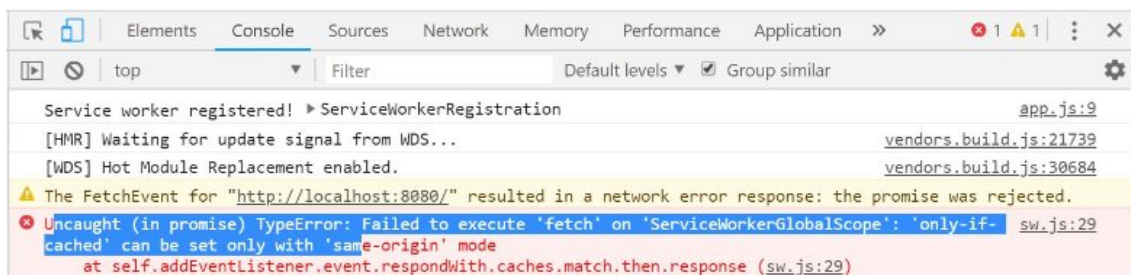 Elements Console Sources Network Memory Performance Application » 1 1
top Filter Default levels Group similar
Service worker registered! ServiceWorkerRegistration app.js:9
[HMR] Waiting for update signal from WDS... vendors.build.js:21739
[WDS] Hot Module Replacement enabled. vendors.build.js:30684
The FetchEvent for "http://localhost:8080/" resulted in a network error response: the promise was rejected.
Uncaught (in promise) TypeError: Failed to execute 'fetch' on 'ServiceWorkerGlobalScope': 'only-if- sw.js:29
cached' can be set only with 'same-origin' mode
at self.addEventListener.event.respondWith.caches.match.then.response (sw.js:29)